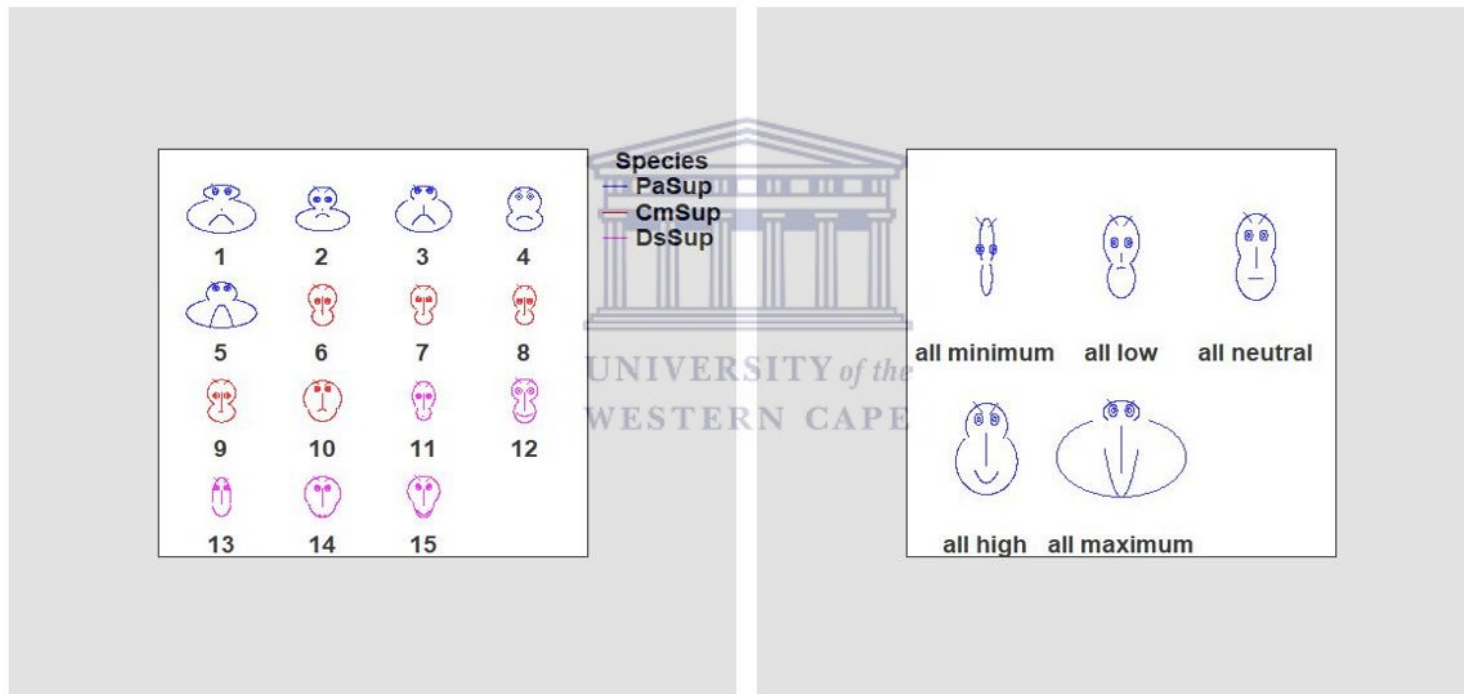 Species
PaSup
CmSup
DsSup
1 2 3 4
5 6 7 8
9 10 11 12
13 14 15
all minimum all low all neutral
all high all maximum
UNIVERSITY of the
WESTERN CAPE